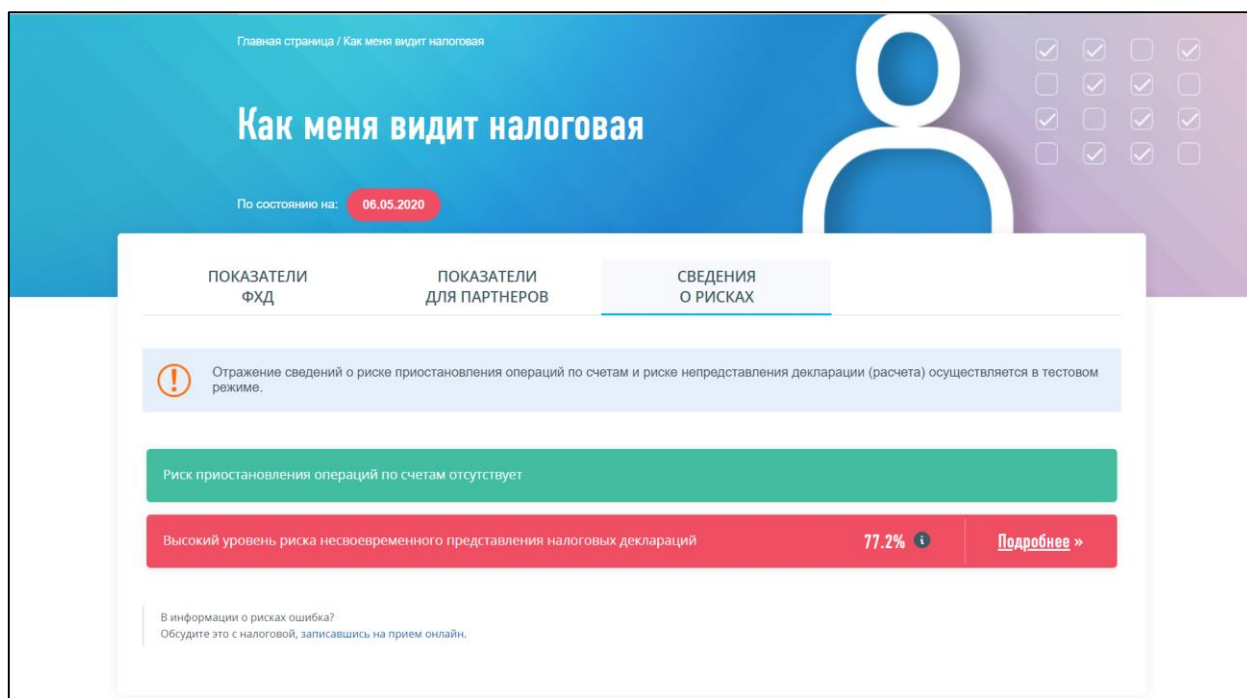 Главная страница / Как меня видит налоговая
Как меня видит налоговая
По состоянию на: 06.05.2020
ПОКАЗАТЕЛИ
ФХД
ПОКАЗАТЕЛИ
ДЛЯ ПАРТНЕРОВ
СВЕДЕНИЯ
О РИСКАХ
Отражение сведений о риске приостановления операций по счетам и риске непредставления декларации (расчета) осуществляется в тестовом
режиме.
Риск приостановления операций по счетам отсутствует
Высокий уровень риска несвоевременного представления налоговых деклараций 77.2% Подробнее »
В информации о рисках ошибка?
Обсудите это с налоговой, записавшись на прием онлайн.